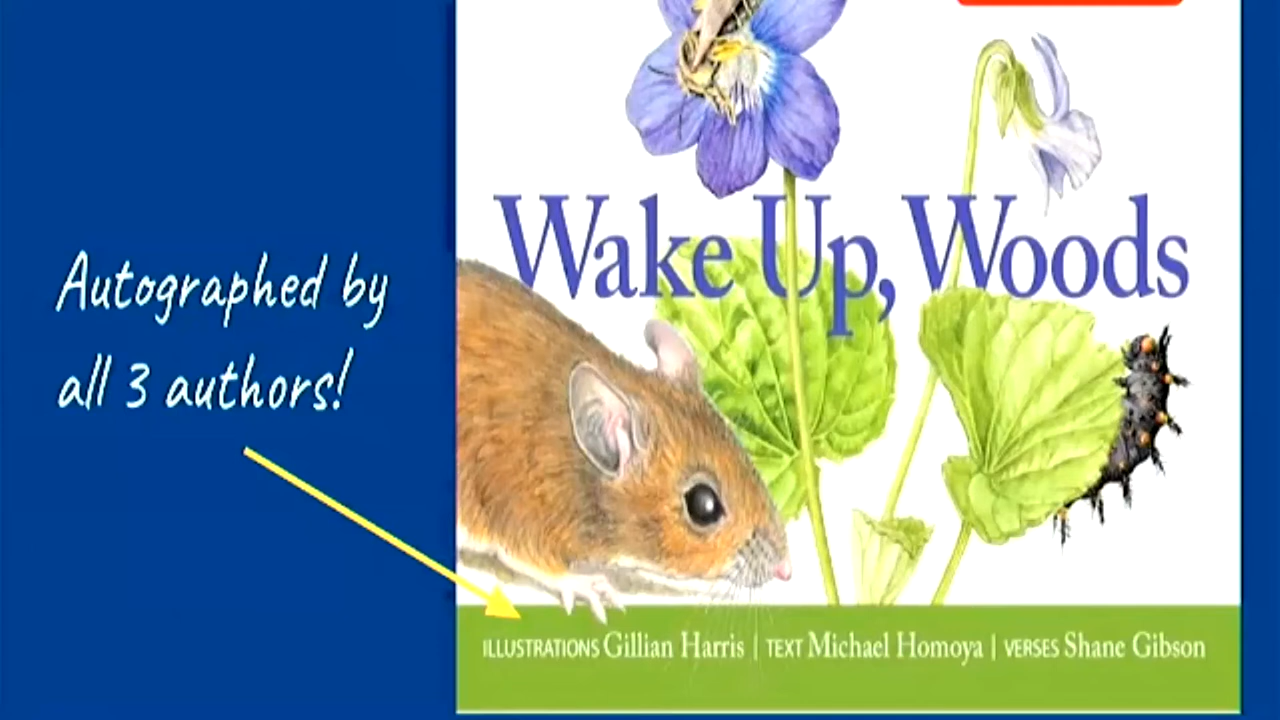 Wake Up, Woods
Autographed by
all 3 authors!
ILLUSTRATIONS Gillian Harris | TEXT Michael Homoya | VERSES Shane Gibson